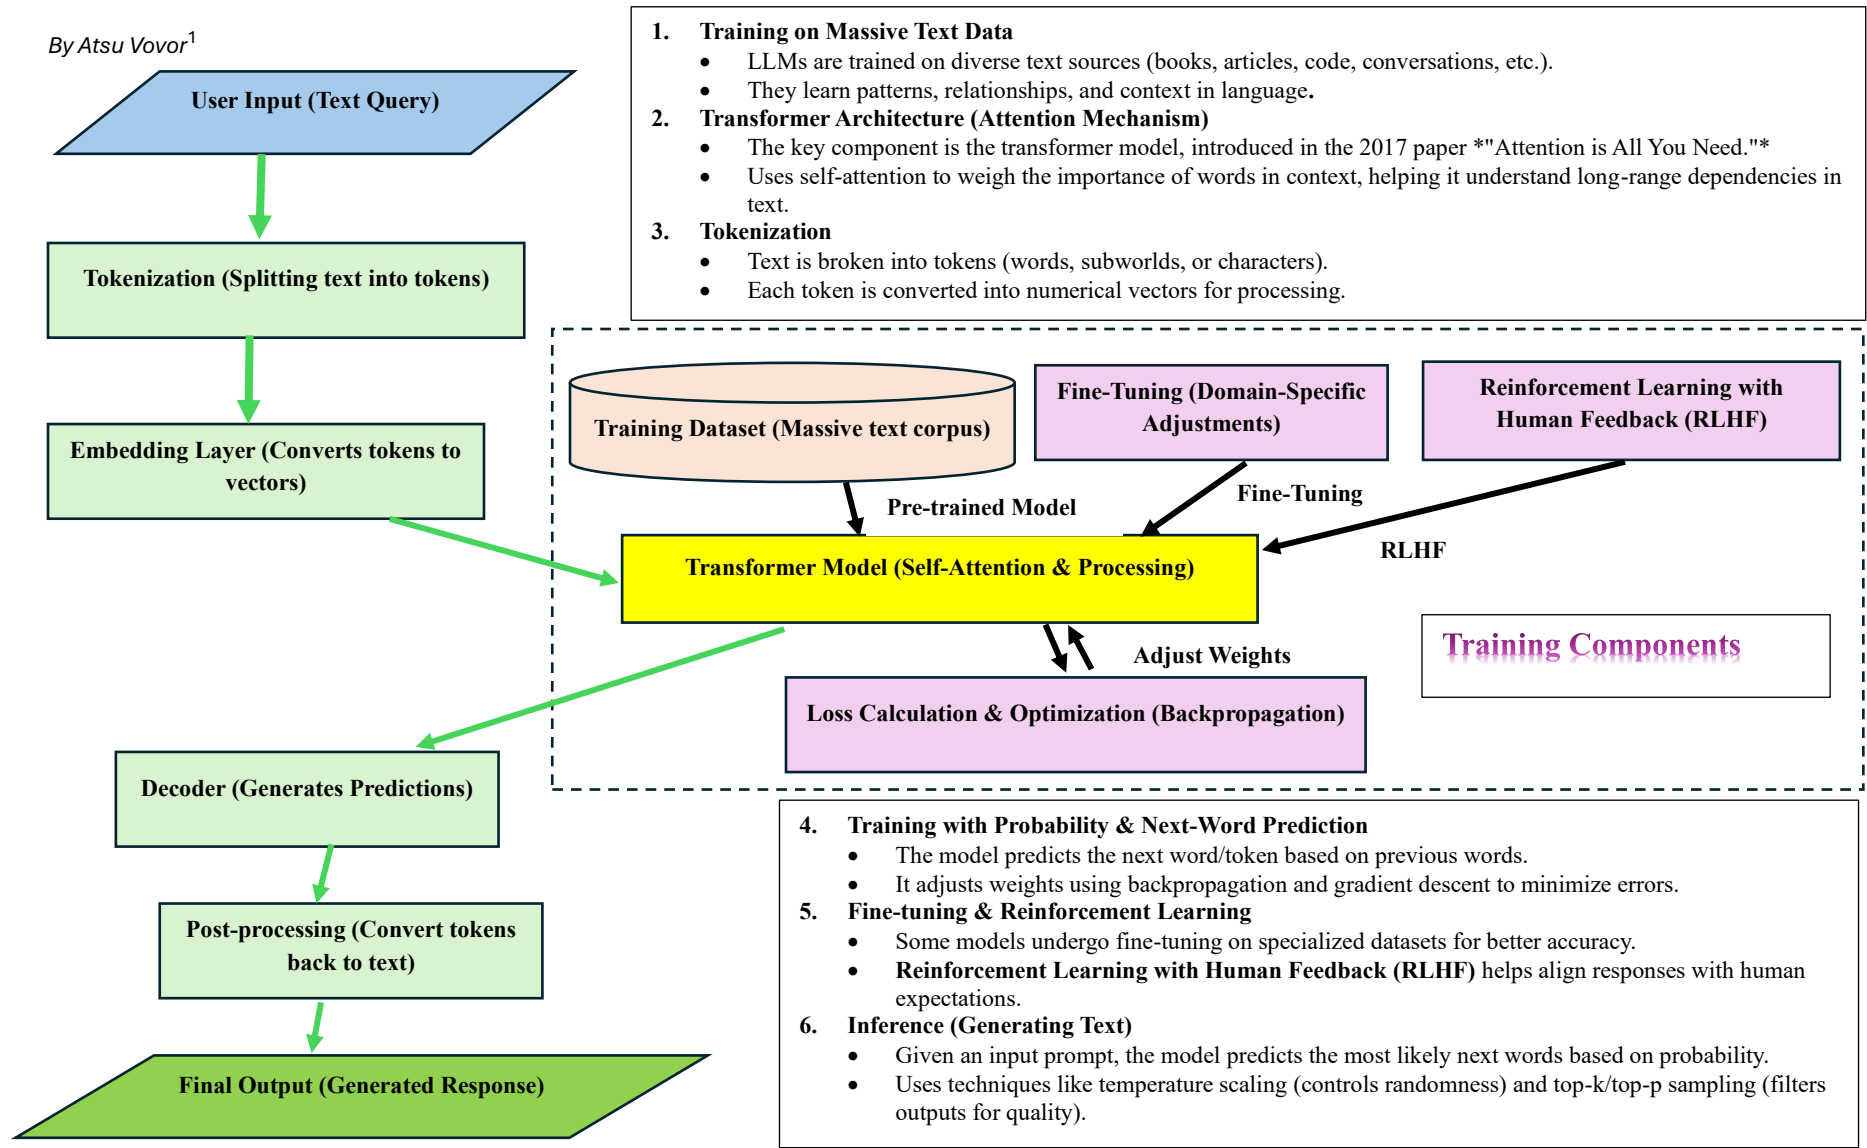 By Atsu Vovor1
User Input (Text Query)
1. Training on Massive Text Data
• LLMs are trained on diverse text sources (books, articles, code, conversations, etc.).
• They learn patterns, relationships, and context in language.
2. Transformer Architecture (Attention Mechanism)
• The key component is the transformer model, introduced in the 2017 paper *"Attention is All You Need."*
• Uses self-attention to weigh the importance of words in context, helping it understand long-range dependencies in
text.
3. Tokenization
• Text is broken into tokens (words, subworlds, or characters).
• Each token is converted into numerical vectors for processing.
Tokenization (Splitting text into tokens)
Embedding Layer (Converts tokens to
vectors)
Training Dataset (Massive text corpus)
Fine-Tuning (Domain-Specific
Adjustments)
Reinforcement Learning with
Human Feedback (RLHF)
Pre-trained Model
Fine-Tuning
RLHF
Transformer Model (Self-Attention & Processing)
Adjust Weights
Training Components
Loss Calculation & Optimization (Backpropagation)
Decoder (Generates Predictions)
Post-processing (Convert tokens
back to text)
Final Output (Generated Response)
4. Training with Probability & Next-Word Prediction
• The model predicts the next word/token based on previous words.
• It adjusts weights using backpropagation and gradient descent to minimize errors.
5. Fine-tuning & Reinforcement Learning
• Some models undergo fine-tuning on specialized datasets for better accuracy.
• Reinforcement Learning with Human Feedback (RLHF) helps align responses with human
expectations.
6. Inference (Generating Text)
• Given an input prompt, the model predicts the most likely next words based on probability.
• Uses techniques like temperature scaling (controls randomness) and top-k/top-p sampling (filters
outputs for quality).